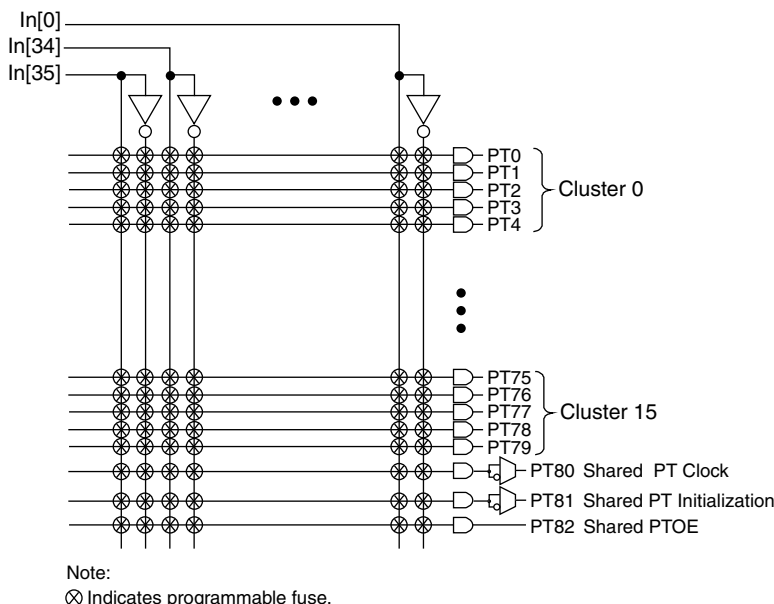 In[0]
In[34]
In[35]
PT0
PT1
PT2
PT3
PT4
Cluster 0
PT75
PT76
PT77
PT78
PT79
Cluster 15
PT80 Shared PT Clock
PT81 Shared PT Initialization
PT82 Shared PTOE
Note:
Indicates programmable fuse.